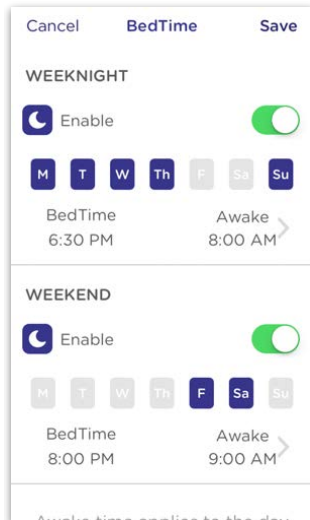 Cancel BedTime Save
WEEKNIGHT
Enable
M T W Th F Sa Su
BedTime Awake
6:30 PM 8:00 AM
WEEKEND
Enable
M T W Th F Sa Su
BedTime Awake
8:00 PM 9:00 AM
Awake time applies to the day